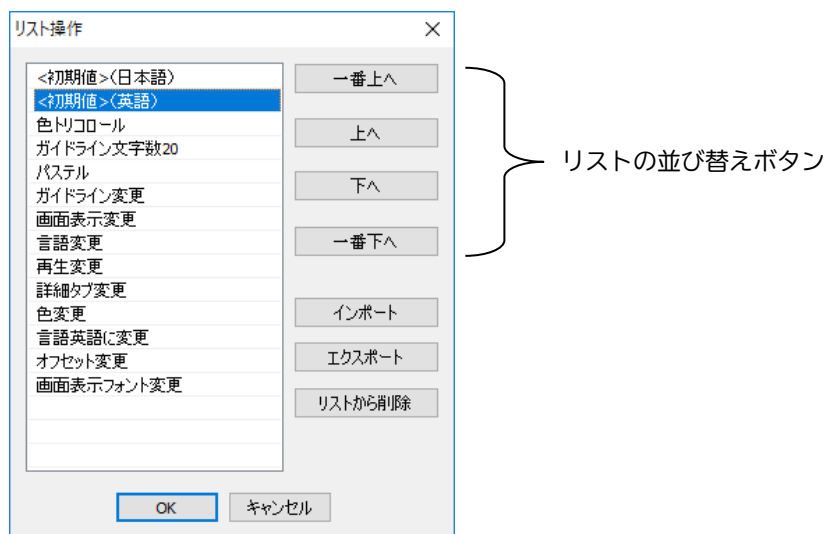 リスト操作
<初期値>(日本語)
<初期値>(英語)
色トリコロール
ガイドライン文字数20
パステル
ガイドライン変更
画面表示変更
言語変更
再生変更
詳細タブ変更
色変更
言語英語に変更
オフセット変更
画面表示フォント変更
一番上へ
上へ
下へ
一番下へ
リストの並び替えボタン
インポート
エクスポート
リストから削除
OK
キャンセル